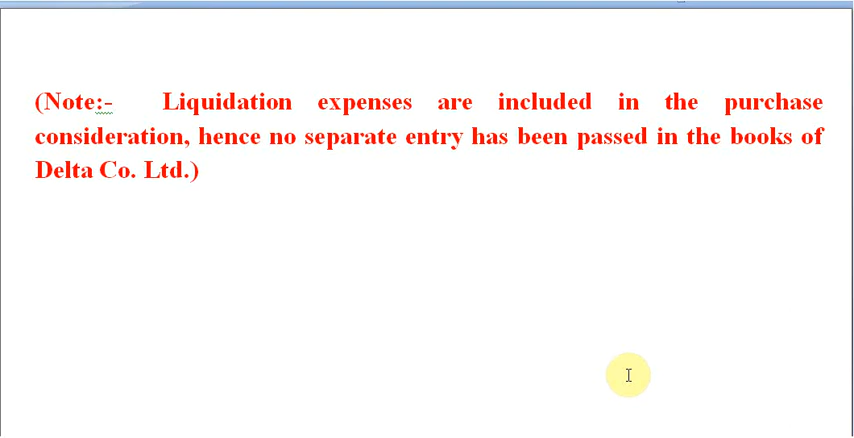 (Note:- Liquidation expenses are included in the purchase
consideration, hence no separate entry has been passed in the books of
Delta Co. Ltd.)